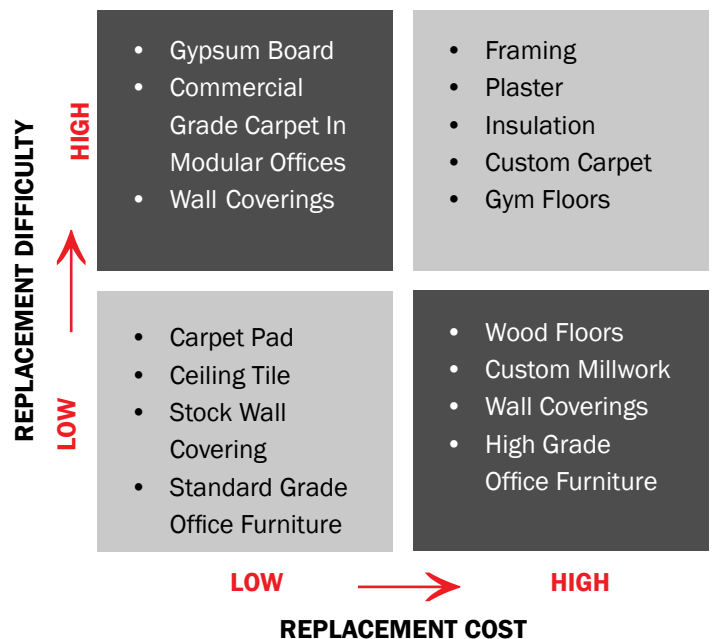 REPLACEMENT DIFFICULTY
HIGH
LOW
• Gypsum Board
• Commercial
Grade Carpet In
Modular Offices
• Wall Coverings
• Framing
• Plaster
• Insulation
• Custom Carpet
• Gym Floors
• Carpet Pad
• Ceiling Tile
• Stock Wall
Covering
• Standard Grade
Office Furniture
• Wood Floors
• Custom Millwork
• Wall Coverings
• High Grade
Office Furniture
LOW
HIGH
REPLACEMENT COST